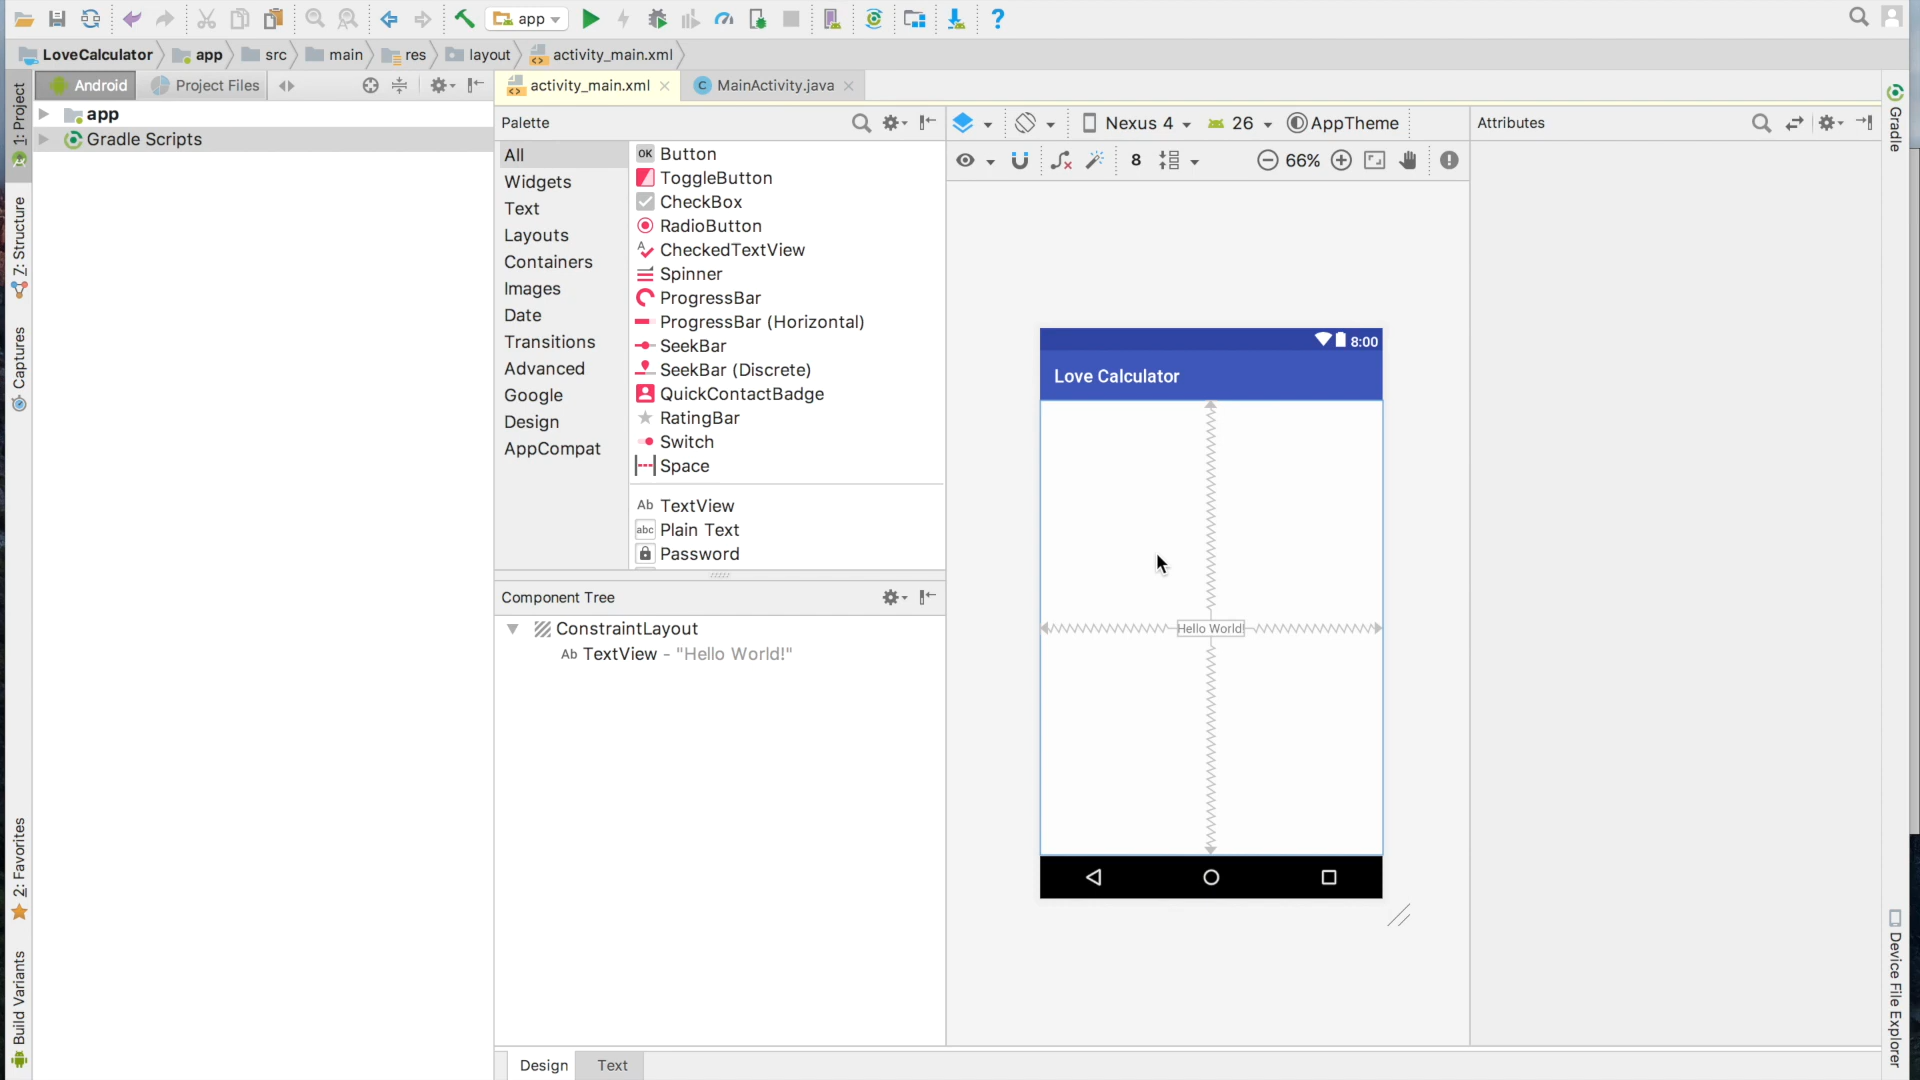 app
LoveCalculator app src main res layout activity_main.xml
Android Project Files
activity_main.xml MainActivity.java
1: Project
7: Structure
Captures
2: Favorites
Build Variants
app
Gradle Scripts
Palette
All
Widgets
Text
Layouts
Containers
Images
Date
Transitions
Advanced
Google
Design
AppCompat
OK Button
ToggleButton
CheckBox
RadioButton
CheckedTextView
Spinner
ProgressBar
ProgressBar (Horizontal)
SeekBar
SeekBar (Discrete)
QuickContactBadge
RatingBar
Switch
Space
Ab TextView
abc Plain Text
Password
Component Tree
ConstraintLayout
Ab TextView - "Hello World!"
Nexus 4 26 AppTheme
8 66%
8:00
Love Calculator
Hello World!
Attributes
Gradle
Device File Explorer
Design Text